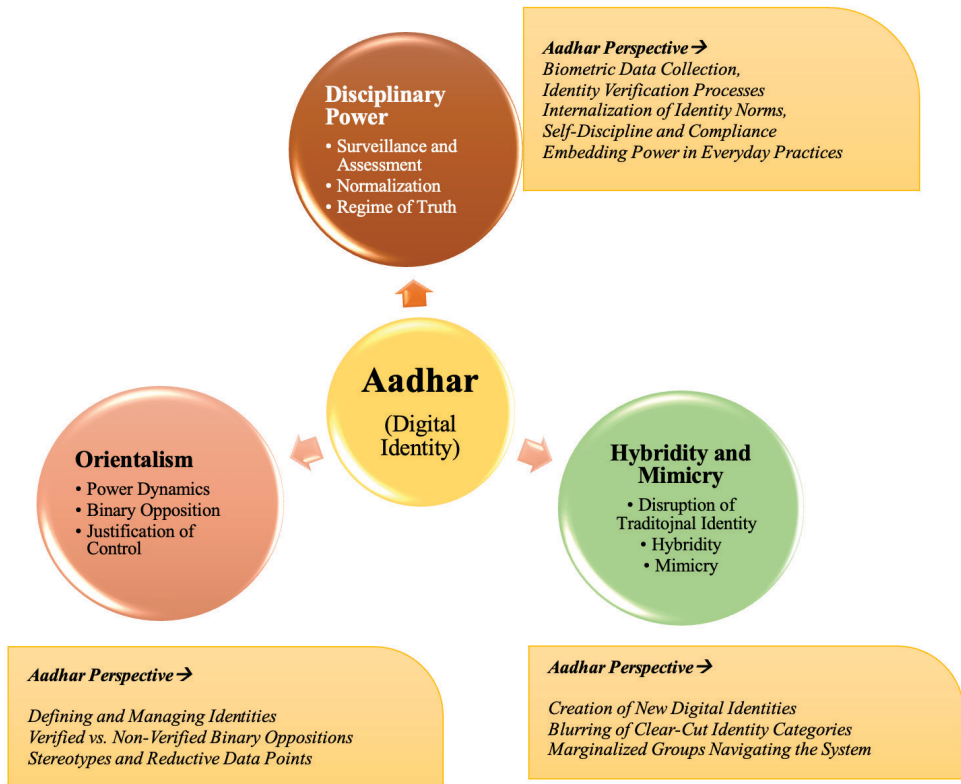 Disciplinary
Power
• Surveillance and
Assessment
• Normalization
• Regime of Truth
Aadhar Perspective→
Biometric Data Collection,
Identity Verification Processes
Internalization of Identity Norms,
Self-Discipline and Compliance
Embedding Power in Everyday Practices
Aadhar
(Digital
Identity)
Orientalism
• Power Dynamics
• Binary Opposition
• Justification of
Control
Hybridity and
Mimicry
• Disruption of
Traditojnal Identity
• Hybridity
• Mimicry
Aadhar Perspective→
Defining and Managing Identities
Verified vs. Non-Verified Binary Oppositions
Stereotypes and Reductive Data Points
Aadhar Perspective→
Creation of New Digital Identities
Blurring of Clear-Cut Identity Categories
Marginalized Groups Navigating the System